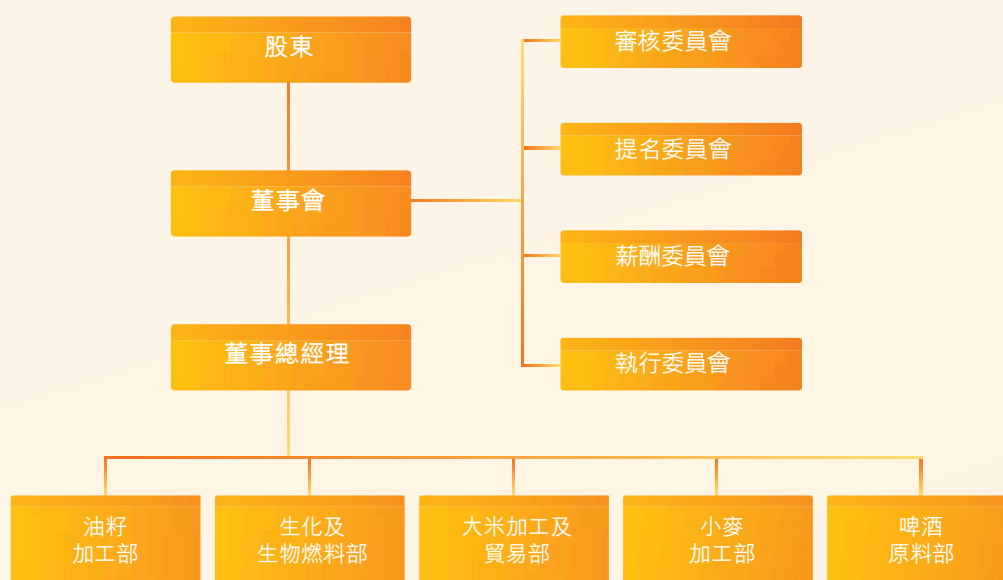 股東
審核委員會
提名委員會
董事會
薪酬委員會
董事總經理
執行委員會
油籽
加工部
生化及
生物燃料部
大米加工及
貿易部
小麥
加工部
啤酒
原料部